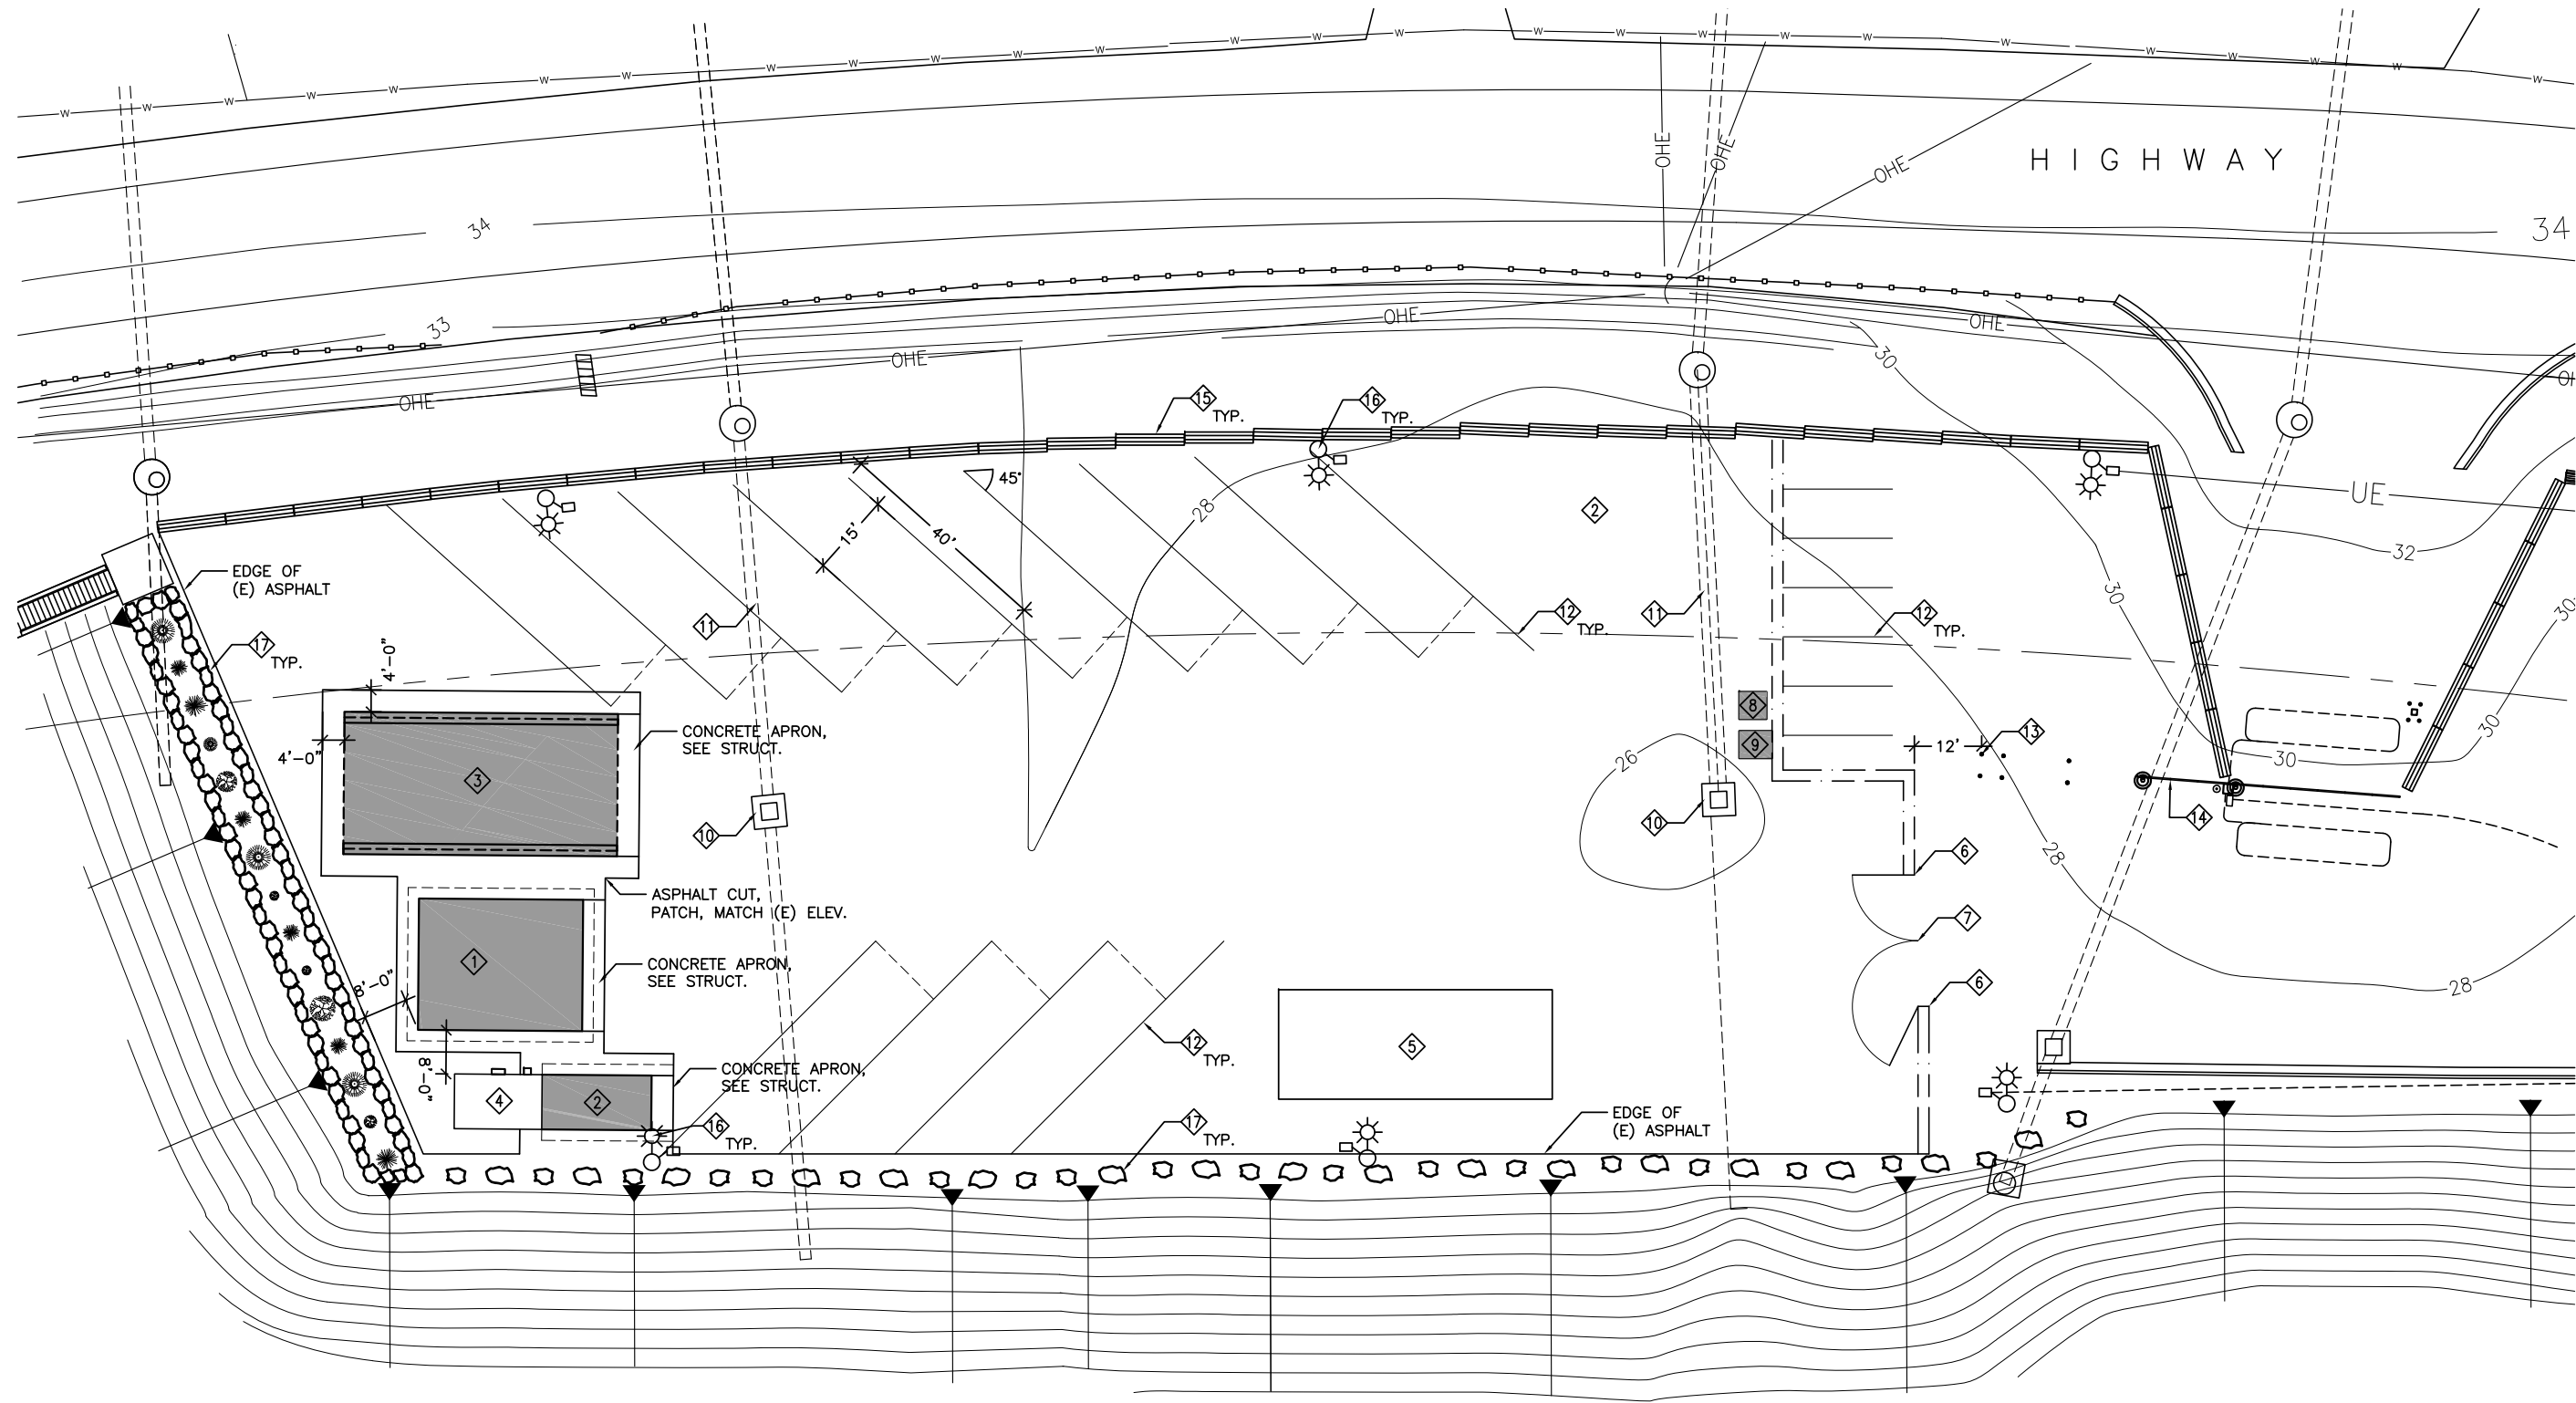 W W W W W W W W W W W W W W W W W W W W W W W W W W
OHE
OHE
OHE
HIGHWAY
34
34
33
OHE
OHE
OHE
OHE
30
15
TYP.
16
TYP.
45°
28
2
UE
32
15'
40'
EDGE OF
(E) ASPHALT
30
30
11
12
TYP.
11
12
TYP.
17
TYP.
4'-0"
CONCRETE APRON,
SEE STRUCT.
4'-0"
3
8
9
26
12'
13
30
30
10
10
14
28
6
ASPHALT CUT,
PATCH, MATCH (E) ELEV.
7
1
CONCRETE APRON,
SEE STRUCT.
8'-0"
6
28
12
TYP.
5
8'-0"
CONCRETE APRON,
SEE STRUCT.
4
2
16
TYP.
17
TYP.
EDGE OF
(E) ASPHALT